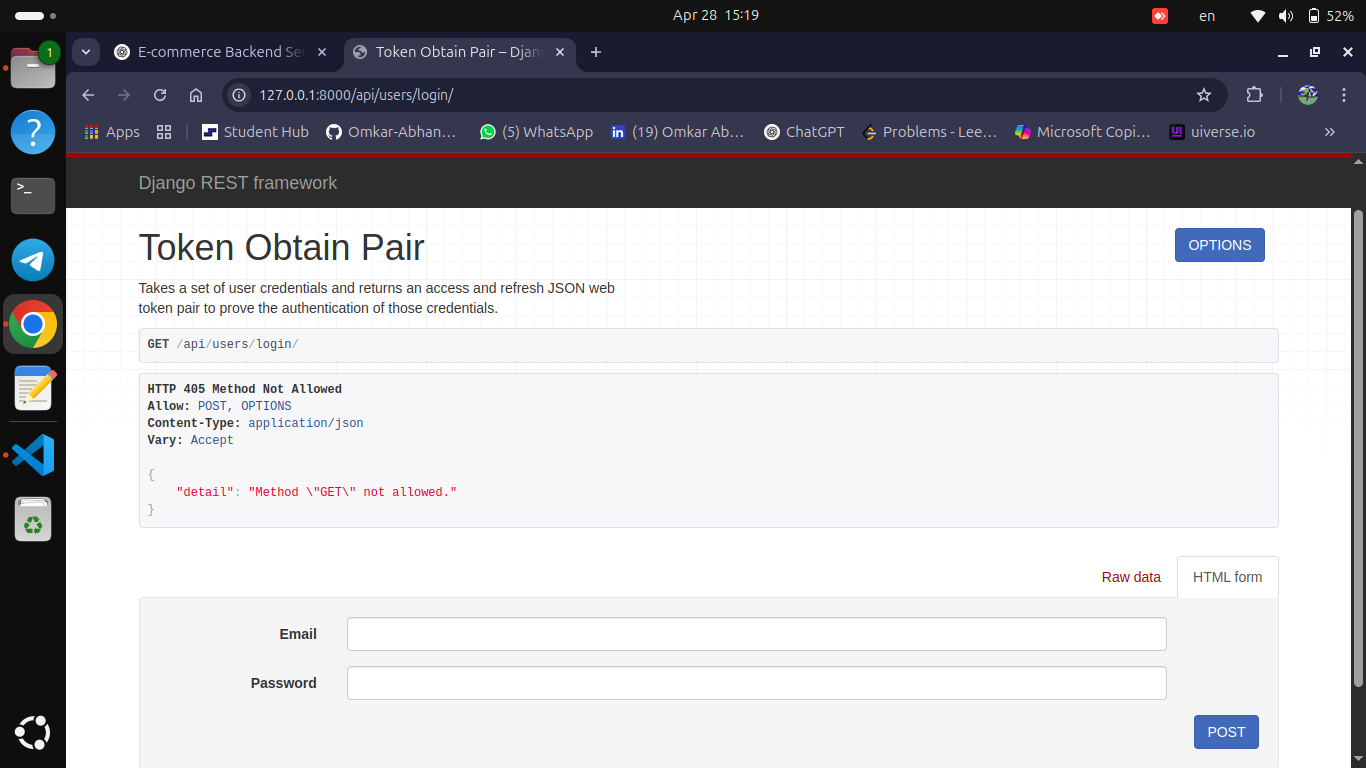 Apr 28 15:19
en
52%
1
E-commerce Backend Se
Token Obtain Pair – Djan
127.0.0.1:8000/api/users/login/
Apps
Student Hub
Omkar-Abhan…
(5) WhatsApp
in (19) Omkar Ab…
ChatGPT
Problems - Lee…
Microsoft Copi…
UI uiverse.io
»
Django REST framework
Token Obtain Pair
OPTIONS
Takes a set of user credentials and returns an access and refresh JSON web
token pair to prove the authentication of those credentials.
GET /api/users/login/
HTTP 405 Method Not Allowed
Allow: POST, OPTIONS
Content-Type: application/json
Vary: Accept
{
"detail": "Method \"GET\" not allowed."
}
Raw data
HTML form
Email
Password
POST